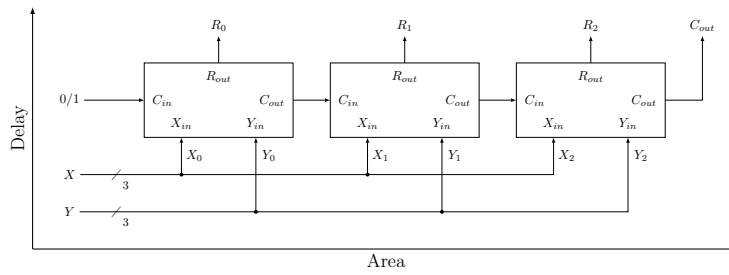 R0 R1 R2 Cout
Rout Rout Rout
0/1 Cin Cout Cin Cout Cin Cout
Xin Yin Xin Yin Xin Yin
X0 Y0 X1 Y1 X2 Y2
X
3
Y
3
Delay
Area